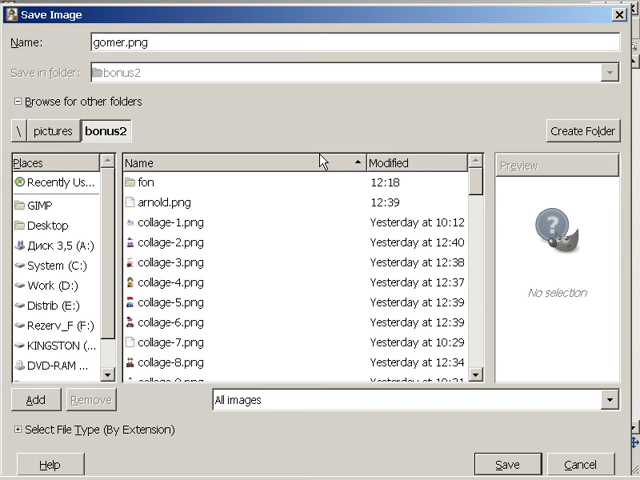 Save Image
Name: gomer.png
Save in folder: bonus2
Browse for other folders
\ pictures bonus2 Create Folder
Places Name Modified Preview
Recently Us... fon 12:18
GIMP arnold.png 12:39
Desktop collage-1.png Yesterday at 10:12
Диск 3,5 (A:) collage-2.png Yesterday at 12:40
System (C:) collage-3.png Yesterday at 12:38
Work (D:) collage-4.png Yesterday at 12:37
Distrib (E:) collage-5.png Yesterday at 12:39
Rezerv_F (F:) collage-6.png Yesterday at 12:39
KINGSTON (... collage-7.png Yesterday at 10:29
DVD-RAM ... collage-8.png Yesterday at 12:34
No selection
Add Remove All images
Select File Type (By Extension)
Help Save Cancel